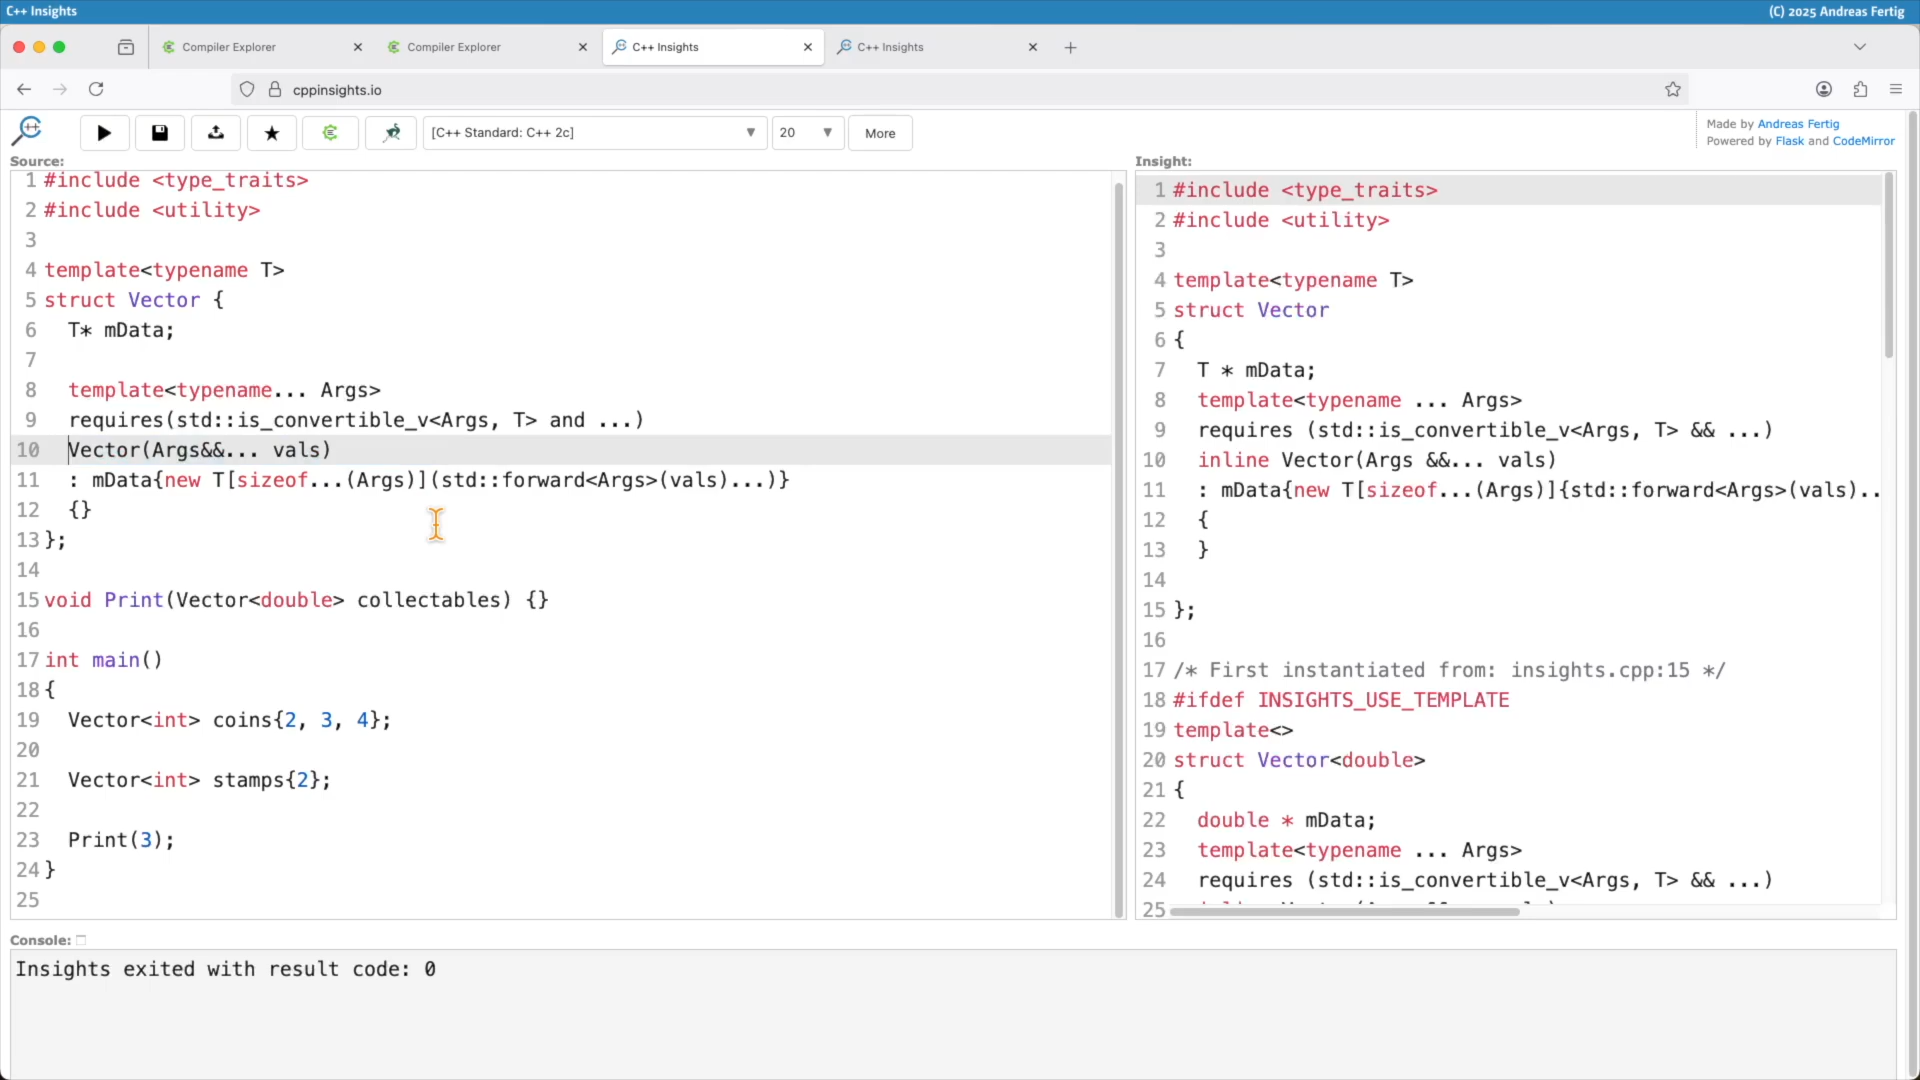 C++ Insights
(C) 2025 Andreas Fertig
Compiler Explorer
Compiler Explorer
C++ Insights
C++ Insights
cppinsights.io
[C++ Standard: C++ 2c]
20
More
Made by Andreas Fertig
Powered by Flask and CodeMirror
Source:
1 #include <type_traits>
2 #include <utility>
3
4 template<typename T>
5 struct Vector {
6 T* mData;
7
8 template<typename... Args>
9 requires(std::is_convertible_v<Args, T> and ...)
10 Vector(Args&&... vals)
11 : mData{new T[sizeof...(Args)](std::forward<Args>(vals)...)}
12 {}
13 };
14
15 void Print(Vector<double> collectables) {}
16
17 int main()
18 {
19 Vector<int> coins{2, 3, 4};
20
21 Vector<int> stamps{2};
22
23 Print(3);
24 }
25
Insight:
1 #include <type_traits>
2 #include <utility>
3
4 template<typename T>
5 struct Vector
6 {
7 T * mData;
8 template<typename ... Args>
9 requires (std::is_convertible_v<Args, T> && ...)
10 inline Vector(Args &&... vals)
11 : mData{new T[sizeof...(Args)]{std::forward<Args>(vals)..
12 {
13 }
14
15 };
16
17 /* First instantiated from: insights.cpp:15 */
18 #ifdef INSIGHTS_USE_TEMPLATE
19 template<>
20 struct Vector<double>
21 {
22 double * mData;
23 template<typename ... Args>
24 requires (std::is_convertible_v<Args, T> && ...)
25
Console:
Insights exited with result code: 0